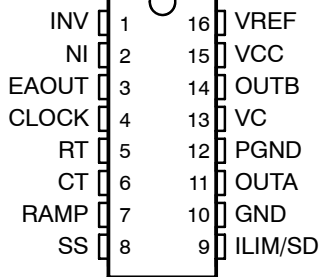 INV 1 16 VREF
NI 2 15 VCC
EAOUT 3 14 OUTB
CLOCK 4 13 VC
RT 5 12 PGND
CT 6 11 OUTA
RAMP 7 10 GND
SS 8 9 ILIM/SD